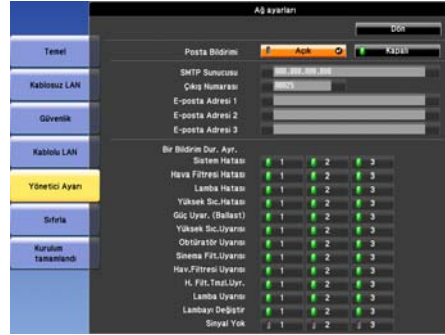 Ağ ayarları
Dön
Temel
Kablosuz LAN
Güvenlik
Kablolu LAN
Yönetici Ayarı
Sıfırla
Kurulum
tamamlandı
Posta Bildirimi Açık Kapalı
SMTP Sunucusu 000.000.000.000
Çıkış Numarası 00025
E-posta Adresi 1
E-posta Adresi 2
E-posta Adresi 3
Bir Bildirim Dur. Ayr.
Sistem Hatası 1 2 3
Hava Filtresi Hatası 1 2 3
Lamba Hatası 1 2 3
Yüksek Sıc.Hatası 1 2 3
Güç Uyar. (Ballast) 1 2 3
Yüksek Sıc.Uyarısı 1 2 3
Obtüratör Uyarısı 1 2 3
Sinema Filt.Uyarısı 1 2 3
Hav.Filtresi Uyarısı 1 2 3
H. Filt.Tmzl.Uyr. 1 2 3
Lamba Uyarısı 1 2 3
Lambayı Değiştir 1 2 3
Sinyal Yok 1 2 3